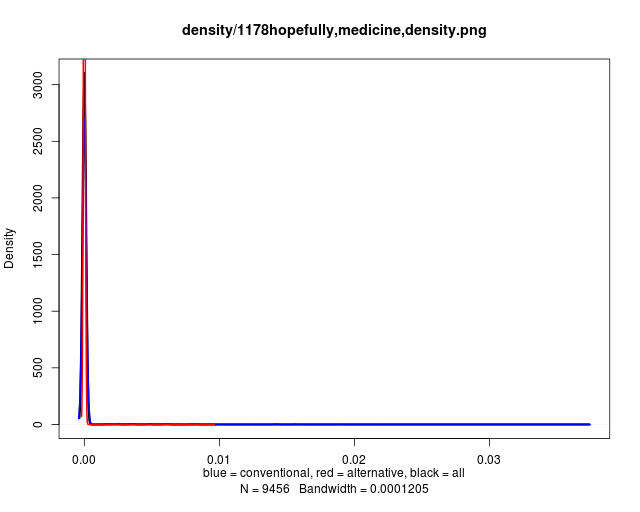 density/1178hopefully,medicine,density.png
Density
3000
2500
2000
1500
1000
500
0
0.00 0.01 0.02 0.03
blue = conventional, red = alternative, black = all
N = 9456 Bandwidth = 0.0001205